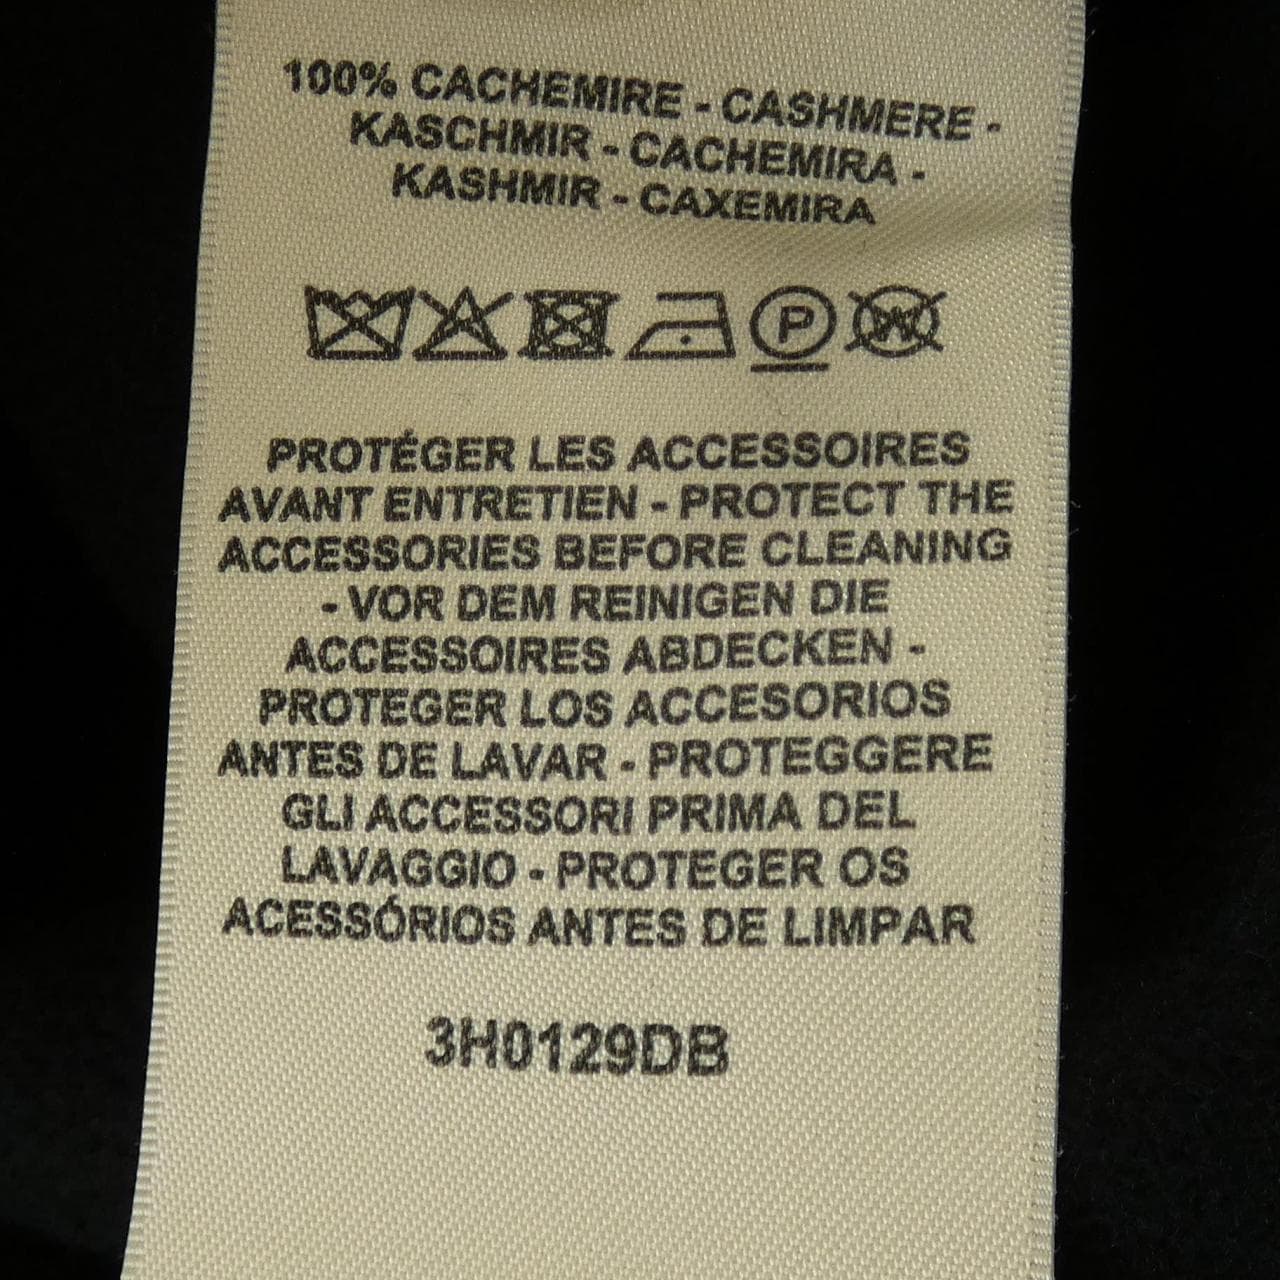 100% CACHEMIRE - CASHMERE -
KASCHMIR - CACHEMIRA -
KASHMIR - CAXEMIRA
P W
PROTÉGER LES ACCESSOIRES
AVANT ENTRETIEN - PROTECT THE
ACCESSORIES BEFORE CLEANING
- VOR DEM REINIGEN DIE
ACCESSOIRES ABDECKEN -
PROTEGER LOS ACCESORIOS
ANTES DE LAVAR - PROTEGGERE
GLI ACCESSORI PRIMA DEL
LAVAGGIO - PROTEGER OS
ACESSÓRIOS ANTES DE LIMPAR
3H0129DB